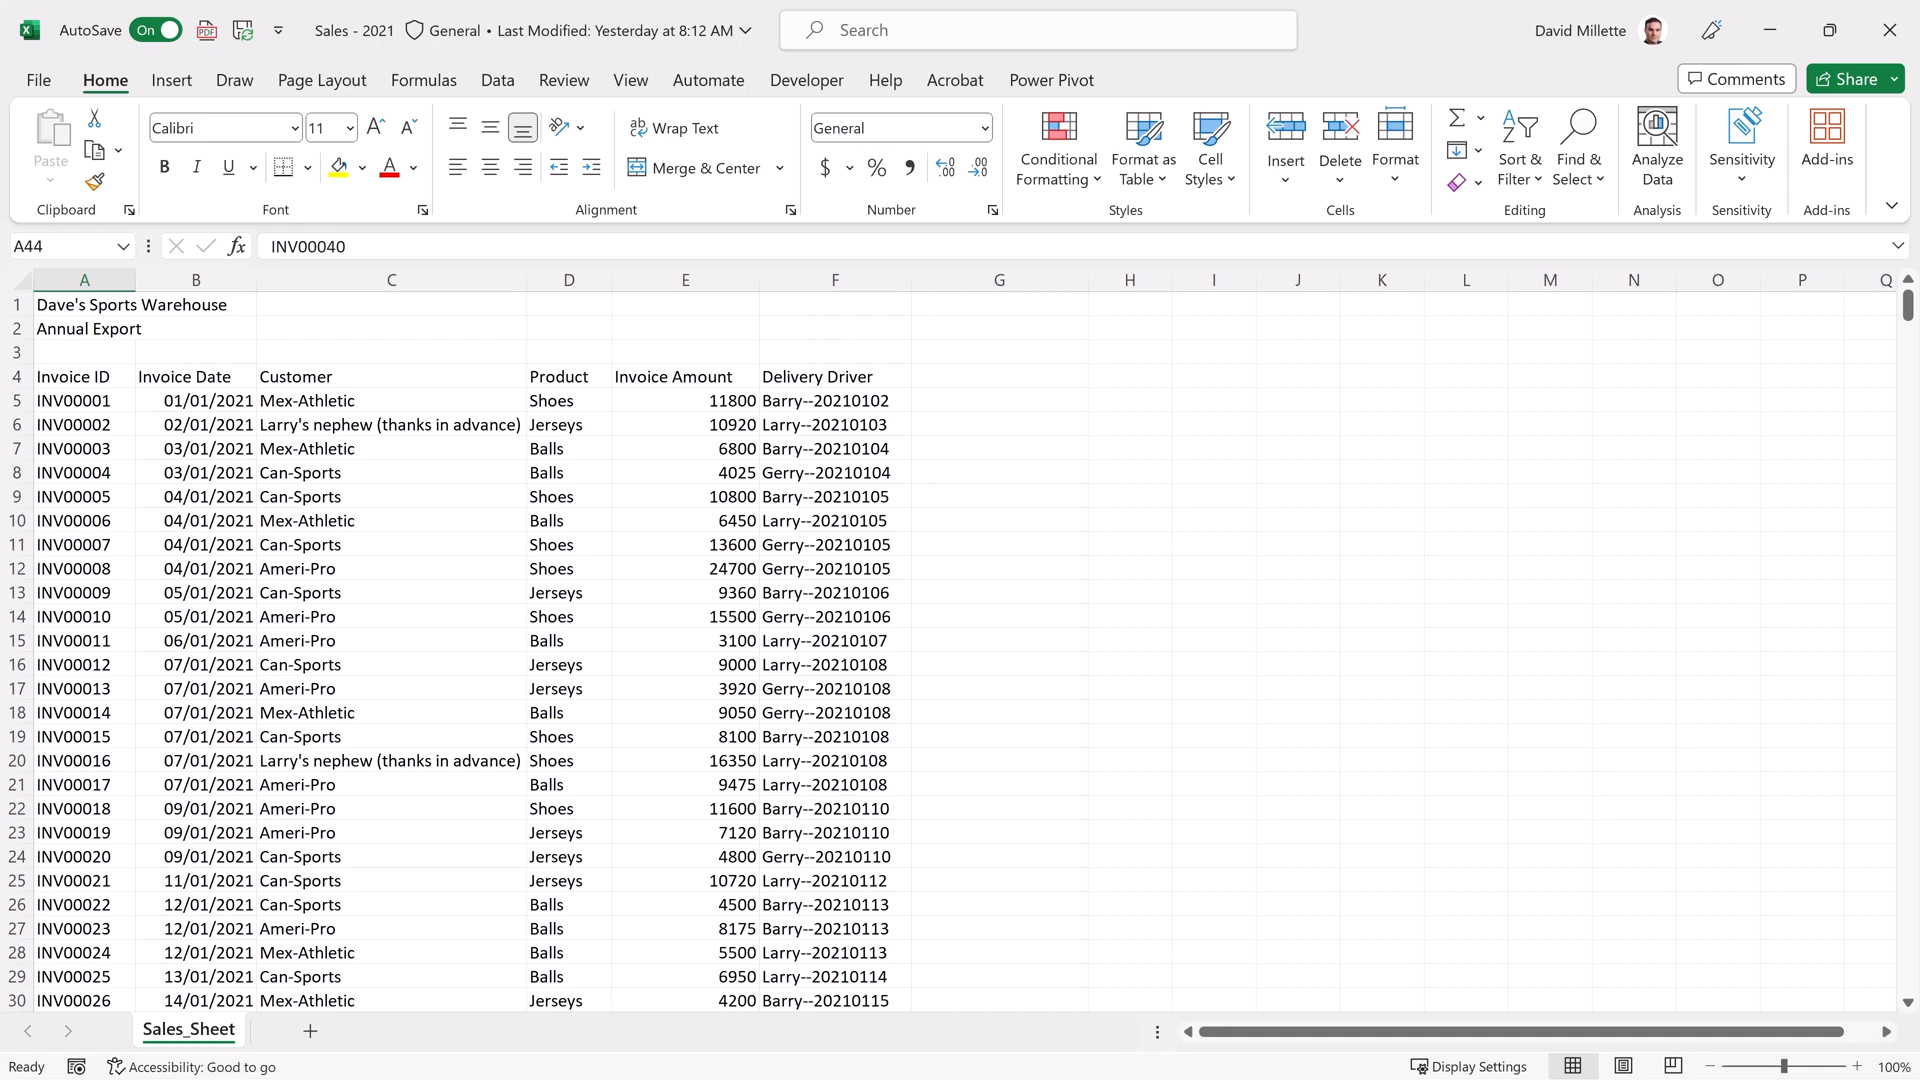 AutoSave On Sales - 2021 General • Last Modified: Yesterday at 8:12 AM Search David Millette
File Home Insert Draw Page Layout Formulas Data Review View Automate Developer Help Acrobat Power Pivot Comments Share
Paste Calibri 11 Wrap Text General Conditional Formatting Format as Table Cell Styles Insert Delete Format Sort & Filter Find & Select Analyze Data Sensitivity Add-ins
B I U Merge & Center $ %
Clipboard Font Alignment Number Styles Cells Editing Analysis Sensitivity Add-ins
A44 fx INV00040
A B C D E F G H I J K L M N O P Q
1 Dave's Sports Warehouse
2 Annual Export
3
4 Invoice ID Invoice Date Customer Product Invoice Amount Delivery Driver
5 INV00001 01/01/2021 Mex-Athletic Shoes 11800 Barry--20210102
6 INV00002 02/01/2021 Larry's nephew (thanks in advance) Jerseys 10920 Larry--20210103
7 INV00003 03/01/2021 Mex-Athletic Balls 6800 Barry--20210104
8 INV00004 03/01/2021 Can-Sports Balls 4025 Gerry--20210104
9 INV00005 04/01/2021 Can-Sports Shoes 10800 Barry--20210105
10 INV00006 04/01/2021 Mex-Athletic Balls 6450 Larry--20210105
11 INV00007 04/01/2021 Can-Sports Shoes 13600 Gerry--20210105
12 INV00008 04/01/2021 Ameri-Pro Shoes 24700 Gerry--20210105
13 INV00009 05/01/2021 Can-Sports Jerseys 9360 Barry--20210106
14 INV00010 05/01/2021 Ameri-Pro Shoes 15500 Gerry--20210106
15 INV00011 06/01/2021 Ameri-Pro Balls 3100 Larry--20210107
16 INV00012 07/01/2021 Can-Sports Jerseys 9000 Larry--20210108
17 INV00013 07/01/2021 Ameri-Pro Jerseys 3920 Gerry--20210108
18 INV00014 07/01/2021 Mex-Athletic Balls 9050 Gerry--20210108
19 INV00015 07/01/2021 Can-Sports Shoes 8100 Barry--20210108
20 INV00016 07/01/2021 Larry's nephew (thanks in advance) Shoes 16350 Larry--20210108
21 INV00017 07/01/2021 Ameri-Pro Balls 9475 Larry--20210108
22 INV00018 09/01/2021 Ameri-Pro Shoes 11600 Barry--20210110
23 INV00019 09/01/2021 Ameri-Pro Jerseys 7120 Barry--20210110
24 INV00020 09/01/2021 Can-Sports Jerseys 4800 Gerry--20210110
25 INV00021 11/01/2021 Can-Sports Jerseys 10720 Larry--20210112
26 INV00022 12/01/2021 Can-Sports Balls 4500 Barry--20210113
27 INV00023 12/01/2021 Ameri-Pro Balls 8175 Barry--20210113
28 INV00024 12/01/2021 Mex-Athletic Balls 5500 Larry--20210113
29 INV00025 13/01/2021 Can-Sports Balls 6950 Larry--20210114
30 INV00026 14/01/2021 Mex-Athletic Jerseys 4200 Barry--20210115
Sales_Sheet
Ready Accessibility: Good to go Display Settings 100%